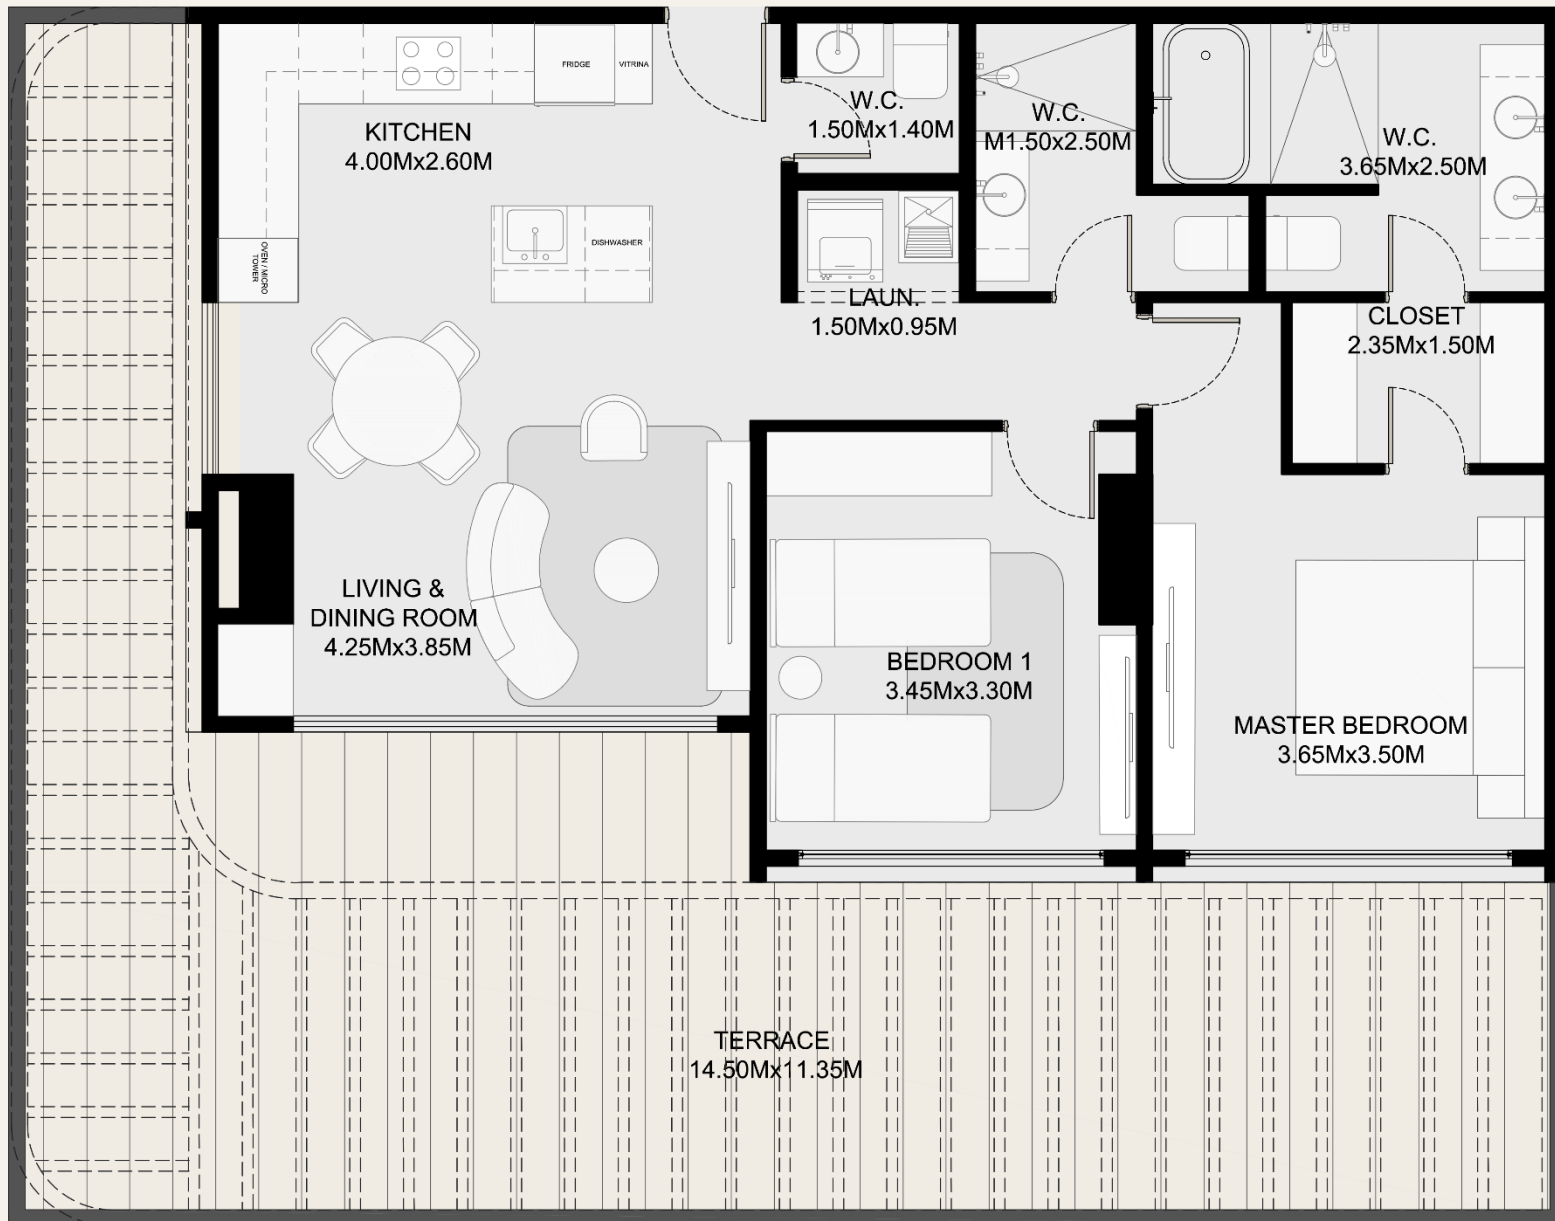 FRIDGE
VITRINA
KITCHEN
4.00Mx2.60M
W.C.
1.50Mx1.40M
W.C.
M1.50x2.50M
W.C.
3.65Mx2.50M
OVEN / MICRO
TOWER
DISHWASHER
LAUN.
1.50Mx0.95M
CLOSET
2.35Mx1.50M
LIVING &
DINING ROOM
4.25Mx3.85M
BEDROOM 1
3.45Mx3.30M
MASTER BEDROOM
3.65Mx3.50M
TERRACE
14.50Mx11.35M